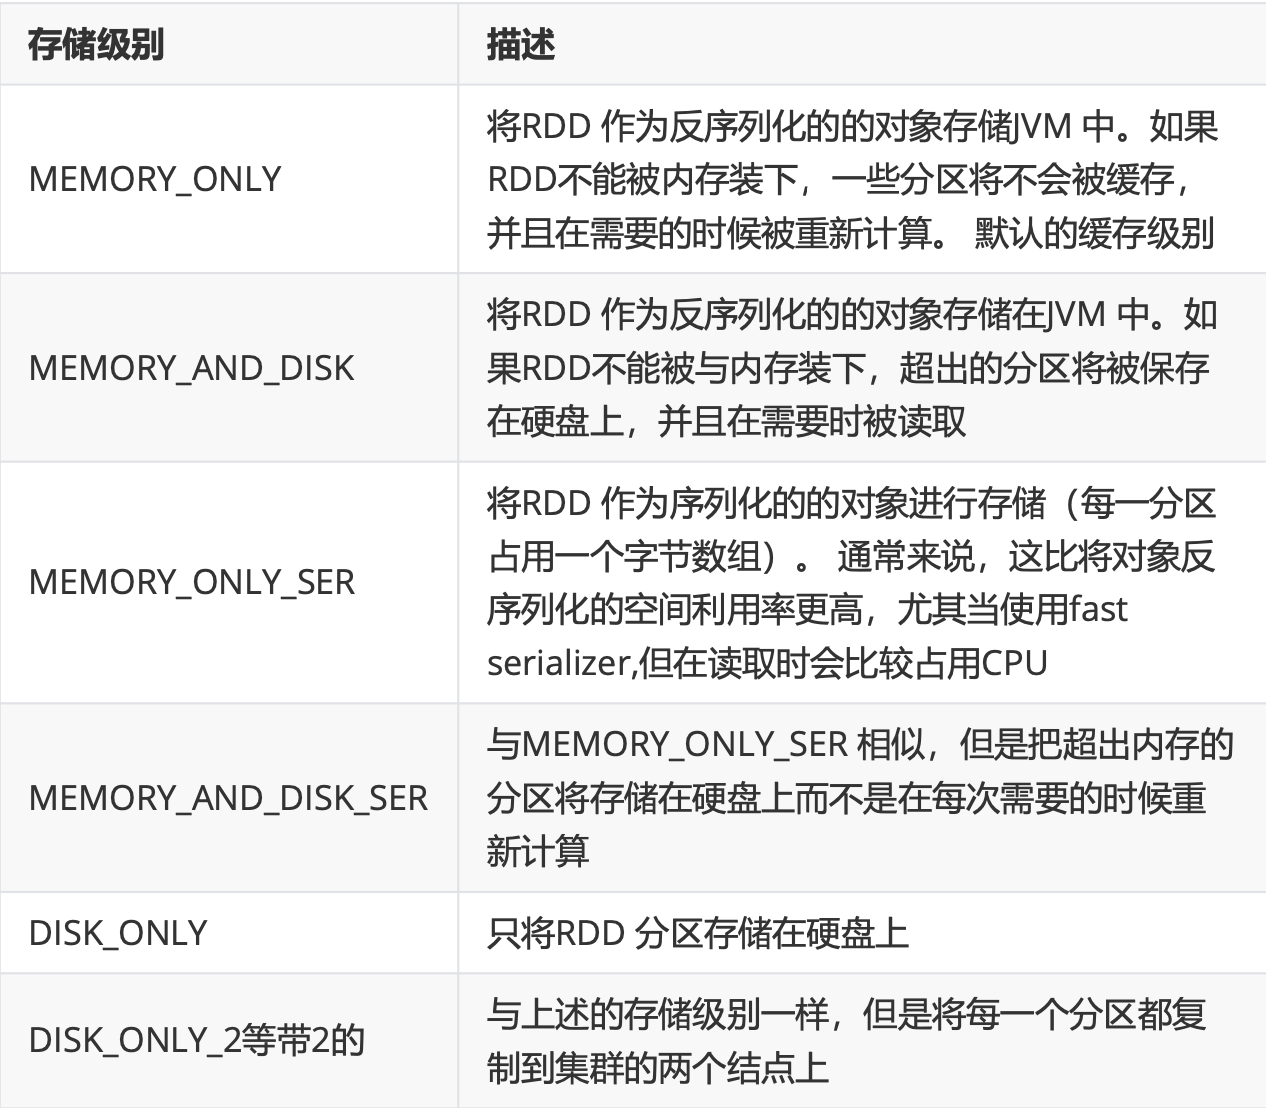 存储级别
描述
MEMORY_ONLY
将RDD 作为反序列化的的对象存储JVM 中。如果
RDD不能被内存装下，一些分区将不会被缓存，
并且在需要的时候被重新计算。 默认的缓存级别
MEMORY_AND_DISK
将RDD 作为反序列化的的对象存储在JVM 中。如
果RDD不能被与内存装下，超出的分区将被保存
在硬盘上，并且在需要时被读取
MEMORY_ONLY_SER
将RDD 作为序列化的的对象进行存储（每一分区
占用一个字节数组）。 通常来说，这比将对象反
序列化的空间利用率更高，尤其当使用fast
serializer,但在读取时会比较占用CPU
MEMORY_AND_DISK_SER
与MEMORY_ONLY_SER 相似，但是把超出内存的
分区将存储在硬盘上而不是在每次需要的时候重
新计算
DISK_ONLY
只将RDD 分区存储在硬盘上
DISK_ONLY_2等带2的
与上述的存储级别一样，但是将每一个分区都复
制到集群的两个结点上